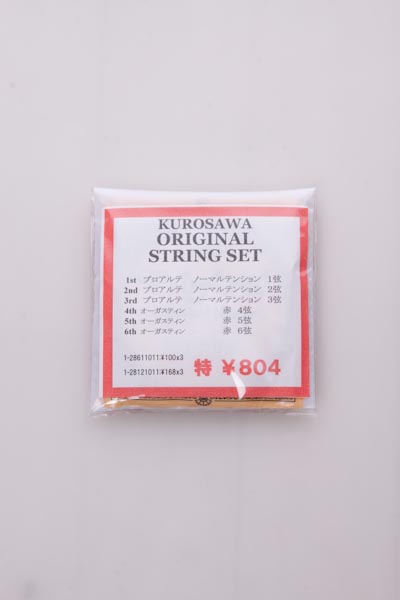 KUROSAWA
ORIGINAL
STRING SET
1st プロアルテ ノーマルテンション 1弦
2nd プロアルテ ノーマルテンション 2弦
3rd プロアルテ ノーマルテンション 3弦
4th オーガスティン 赤 4弦
5th オーガスティン 赤 5弦
6th オーガスティン 赤 6弦
1-28611011:¥100x3
1-28121011:¥168x3
特 ¥804